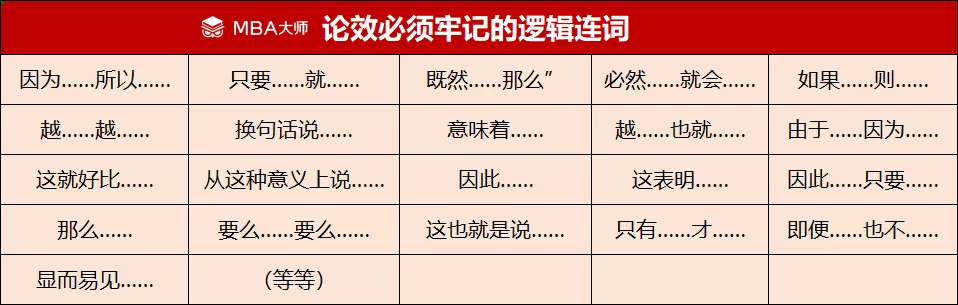 MBA大师 论效必须牢记的逻辑连词
因为……所以…… 只要……就…… 既然……那么” 必然……就会…… 如果……则……
越……越…… 换句话说…… 意味着…… 越……也就…… 由于……因为……
这就好比…… 从这种意义上说…… 因此…… 这表明…… 因此……只要……
那么…… 要么……要么…… 这也就是说…… 只有……才…… 即便……也不……
显而易见…… （等等）